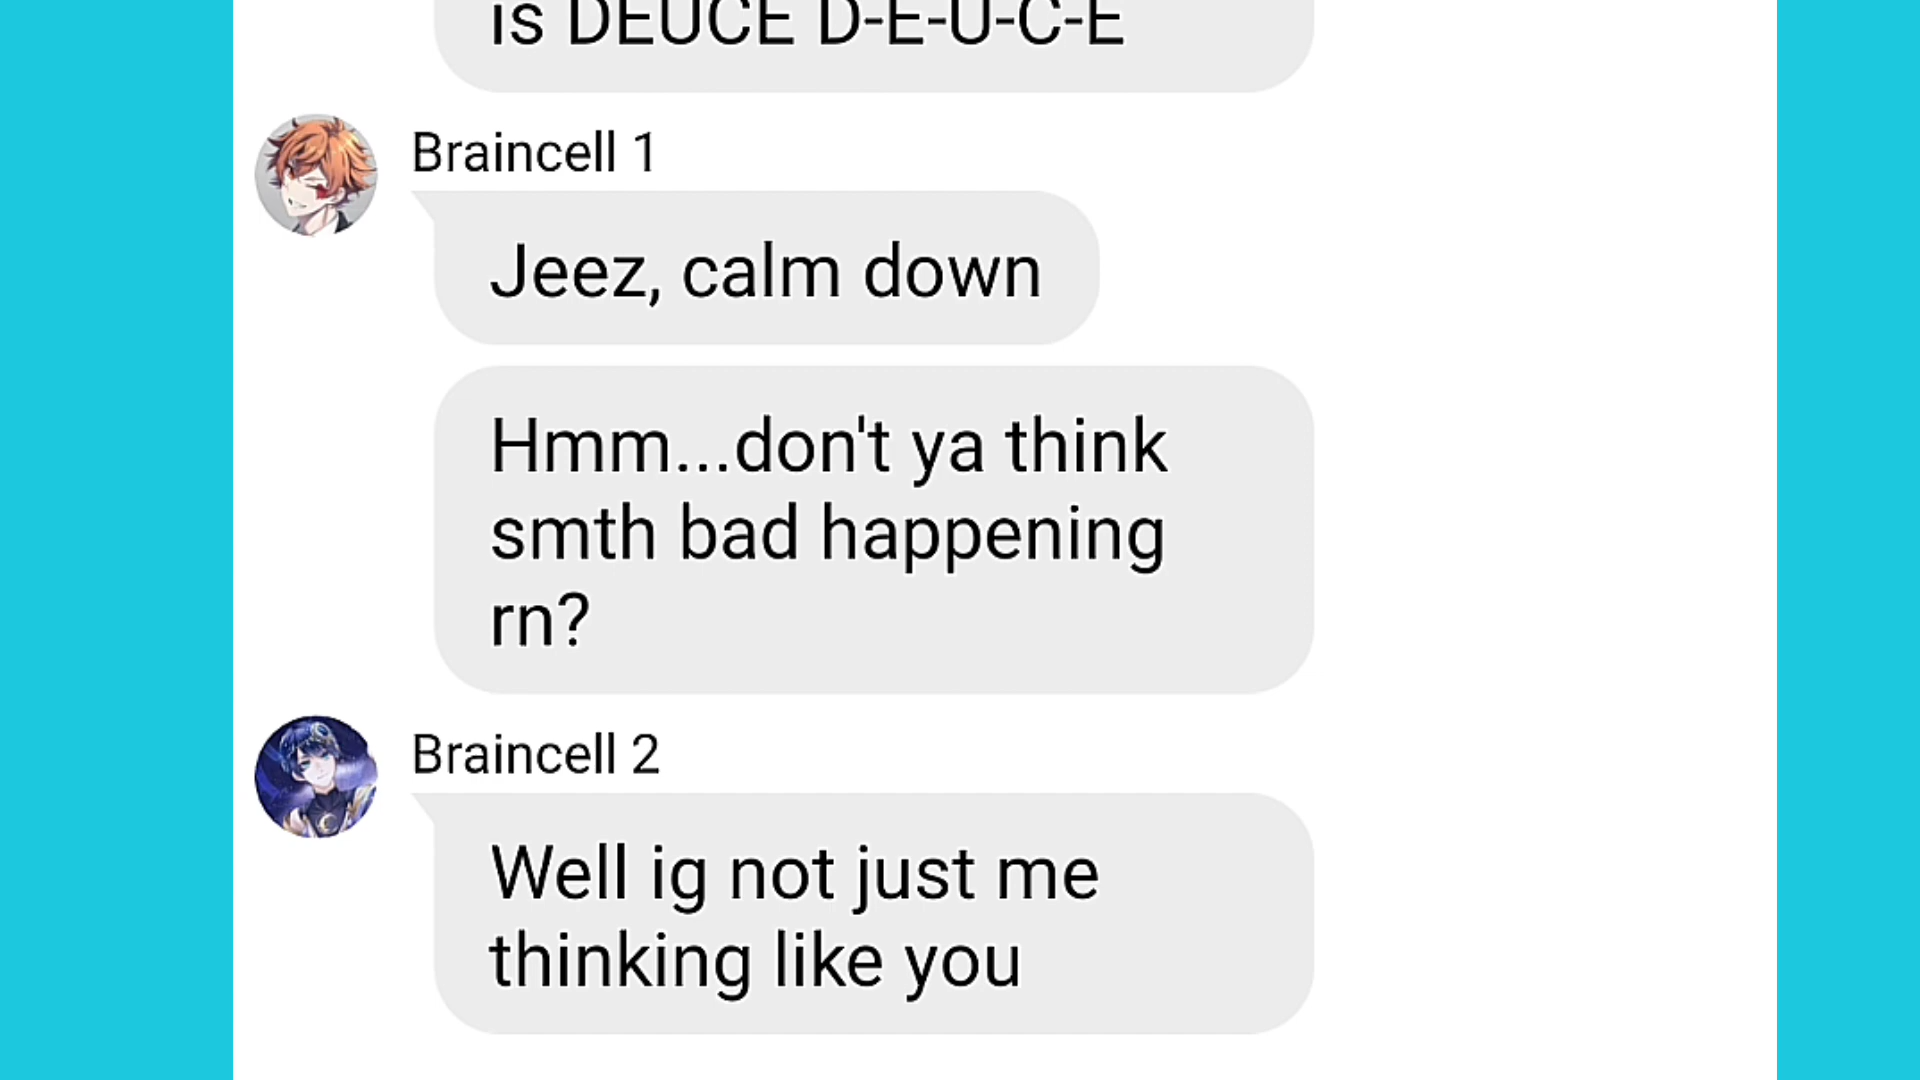 is DEUCE D-E-U-C-E
Braincell 1
Jeez, calm down
Hmm...don't ya think
smth bad happening
rn?
Braincell 2
Well ig not just me
thinking like you